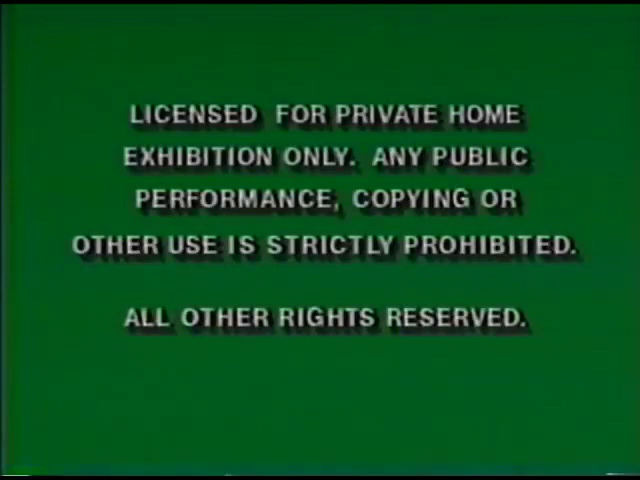 LICENSED FOR PRIVATE HOME
EXHIBITION ONLY. ANY PUBLIC
PERFORMANCE, COPYING OR
OTHER USE IS STRICTLY PROHIBITED.
ALL OTHER RIGHTS RESERVED.